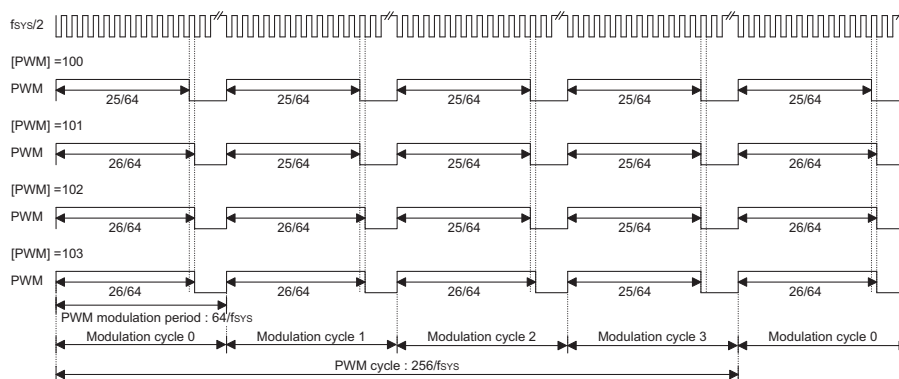 fSYS/2
[PWM] =100
PWM
25/64 25/64 25/64 25/64 25/64
[PWM] =101
PWM
26/64 25/64 25/64 25/64 26/64
[PWM] =102
PWM
26/64 26/64 25/64 25/64 26/64
[PWM] =103
PWM
26/64 26/64 26/64 25/64 26/64
PWM modulation period : 64/fSYS
Modulation cycle 0 Modulation cycle 1 Modulation cycle 2 Modulation cycle 3 Modulation cycle 0
PWM cycle : 256/fSYS